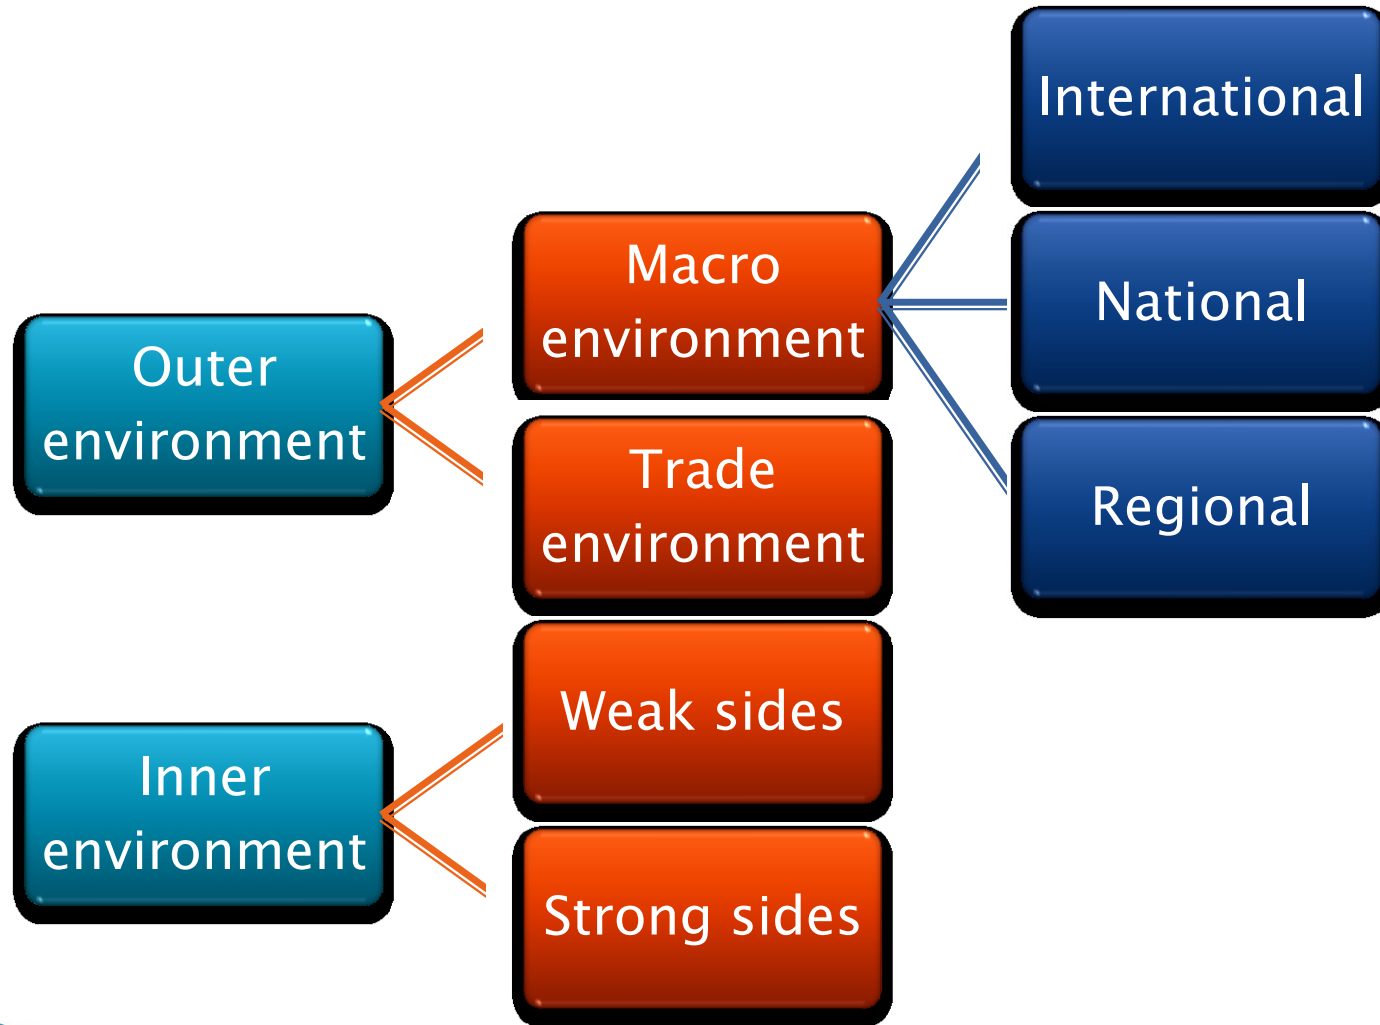 Outer
environment
Macro
environment
International
National
Regional
Trade
environment
Inner
environment
Weak sides
Strong sides